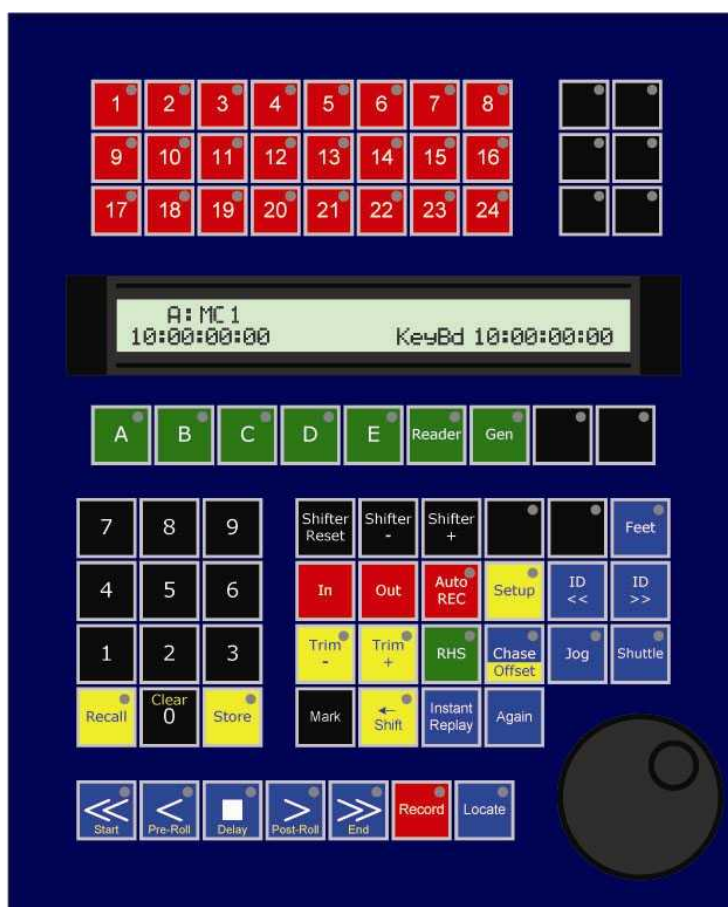 1 2 3 4 5 6 7 8
9 10 11 12 13 14 15 16
17 18 19 20 21 22 23 24
A: MC 1
10:00:00:00 KeyBd 10:00:00:00
A B C D E Reader Gen
7 8 9
4 5 6
1 2 3
Recall Clear 0 Store
Shifter Reset Shifter - Shifter + Feet
In Out Auto REC Setup ID << ID >>
Trim - Trim + RHS Chase Offset Jog Shuttle
Mark ← Shift Instant Replay Again
<< Start < Pre-Roll Delay > Post-Roll >> End Record Locate